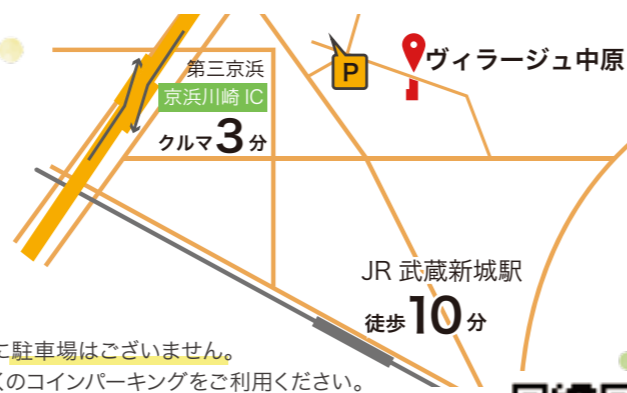 ヴィラージュ中原
P
第三京浜
京浜川崎 IC
クルマ3分
JR 武蔵新城駅
徒歩10分
に駐車場はございません。
くのコインパーキングをご利用ください。